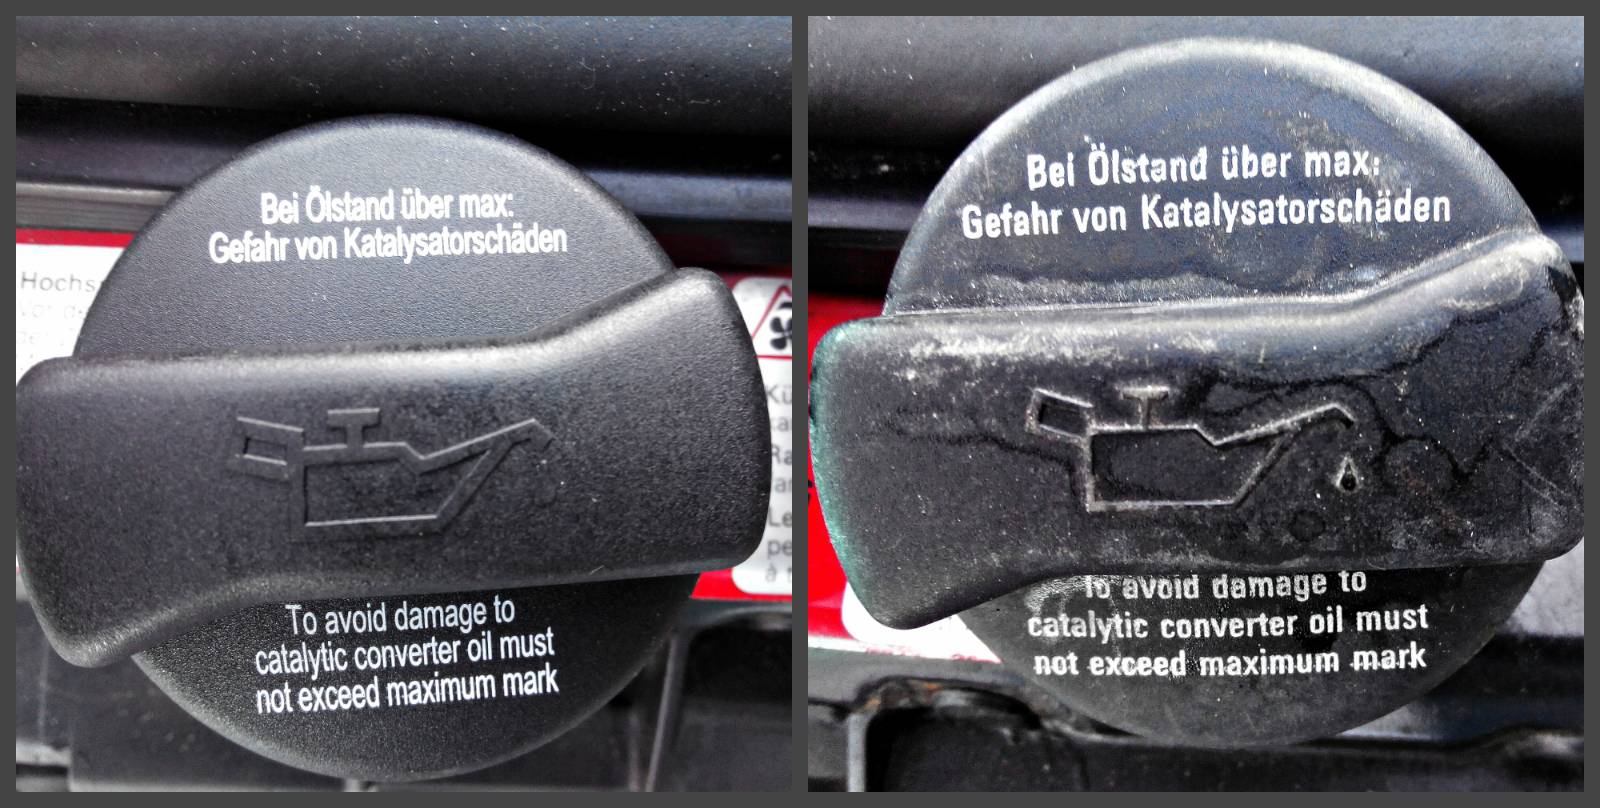 Bei Ölstand über max:
Gefahr von Katalysatorschäden
To avoid damage to
catalytic converter oil must
not exceed maximum mark
Hochs
Bei Ölstand über max:
Gefahr von Katalysatorschäden
To avoid damage to
catalytic converter oil must
not exceed maximum mark